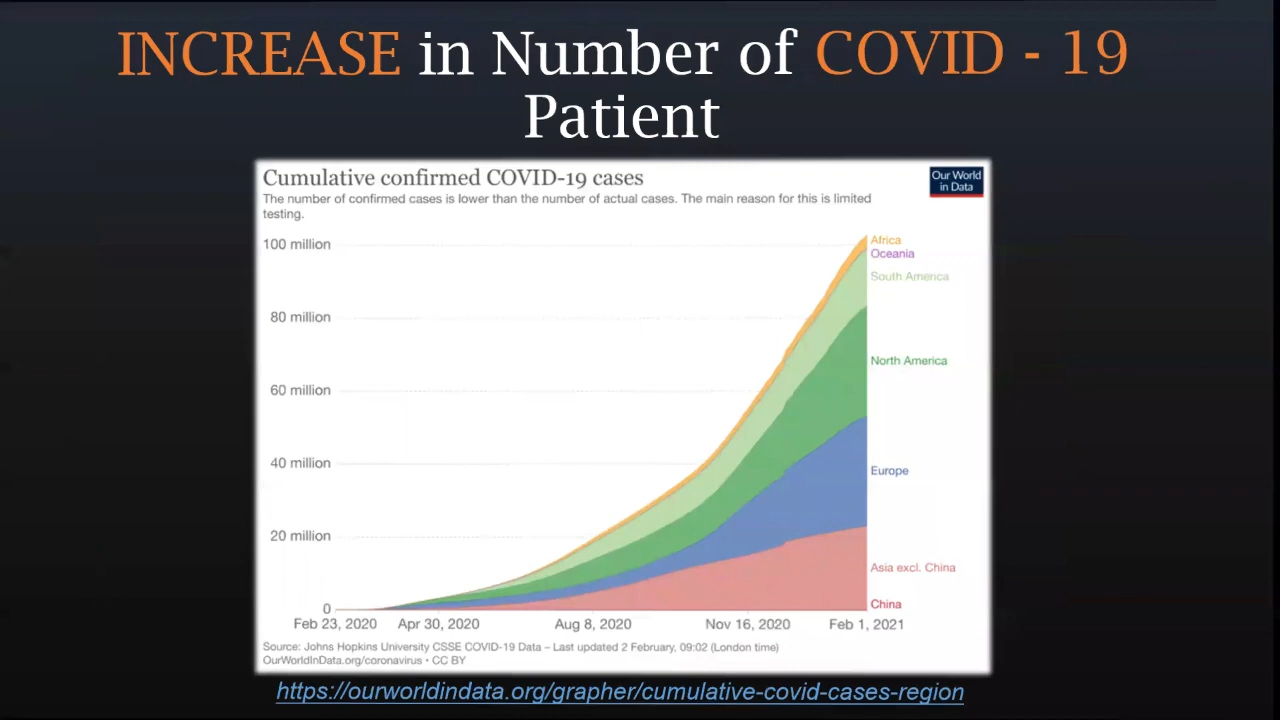 INCREASE in Number of COVID - 19
Patient
Cumulative confirmed COVID-19 cases
The number of confirmed cases is lower than the number of actual cases. The main reason for this is limited
testing.
Our World
in Data
100 million
80 million
60 million
40 million
20 million
0
Africa
Oceania
South America
North America
Europe
Asia excl. China
China
Feb 23, 2020
Apr 30, 2020
Aug 8, 2020
Nov 16, 2020
Feb 1, 2021
Source: Johns Hopkins University CSSE COVID-19 Data – Last updated 2 February, 09:02 (London time)
OurWorldInData.org/coronavirus • CC BY
https://ourworldindata.org/grapher/cumulative-covid-cases-region